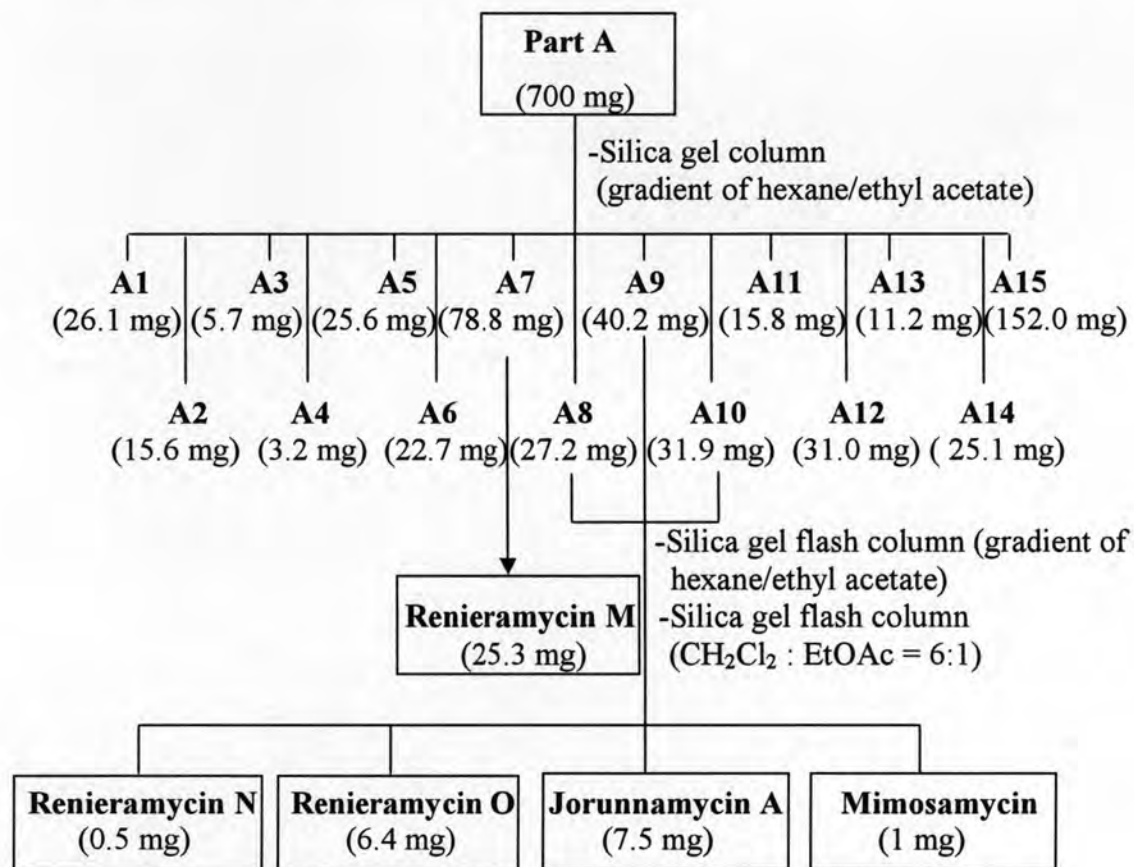 Part A
(700 mg)
-Silica gel column
(gradient of hexane/ethyl acetate)
A1 A3 A5 A7 A9 A11 A13 A15
(26.1 mg) (5.7 mg) (25.6 mg) (78.8 mg) (40.2 mg) (15.8 mg) (11.2 mg) (152.0 mg)
A2 A4 A6 A8 A10 A12 A14
(15.6 mg) (3.2 mg) (22.7 mg) (27.2 mg) (31.9 mg) (31.0 mg) ( 25.1 mg)
-Silica gel flash column (gradient of
hexane/ethyl acetate)
-Silica gel flash column
(CH₂Cl₂ : EtOAc = 6:1)
Renieramycin M
(25.3 mg)
Renieramycin N Renieramycin O Jorunnamycin A Mimosamycin
(0.5 mg) (6.4 mg) (7.5 mg) (1 mg)